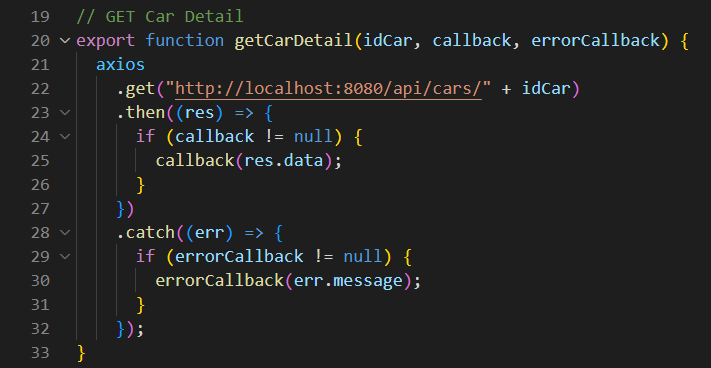 19 // GET Car Detail
20 export function getCarDetail(idCar, callback, errorCallback) {
21   axios
22     .get("http://localhost:8080/api/cars/" + idCar)
23     .then((res) => {
24       if (callback != null) {
25         callback(res.data);
26       }
27     })
28     .catch((err) => {
29       if (errorCallback != null) {
30         errorCallback(err.message);
31       }
32     });
33 }